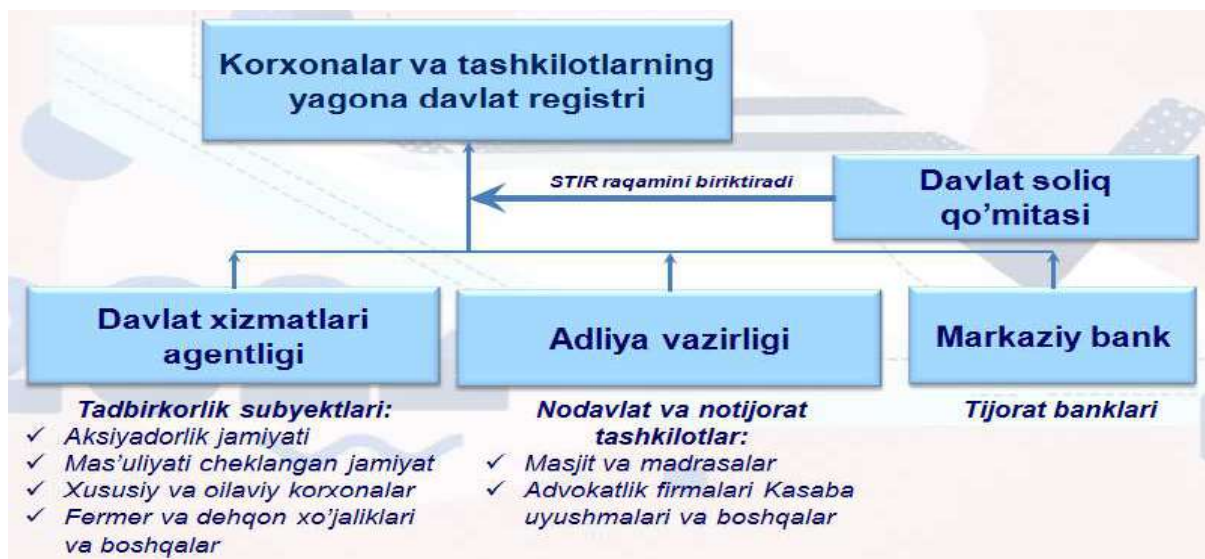 Korxonalar va tashkilotlarning
yagona davlat registri
STIR raqamini biriktiradi
Davlat soliq
qo’mitasi
Davlat xizmatlari
agentligi
Adliya vazirligi
Markaziy bank
Tadbirkorlik subyektlari:
✓ Aksiyadorlik jamiyati
✓ Mas’uliyati cheklangan jamiyat
✓ Xususiy va oilaviy korxonalar
✓ Fermer va dehqon xo’jaliklari
va boshqalar
Nodavlat va notijorat
tashkilotlar:
✓ Masjit va madrasalar
✓ Advokatlik firmalari Kasaba
uyushmalari va boshqalar
Tijorat banklari